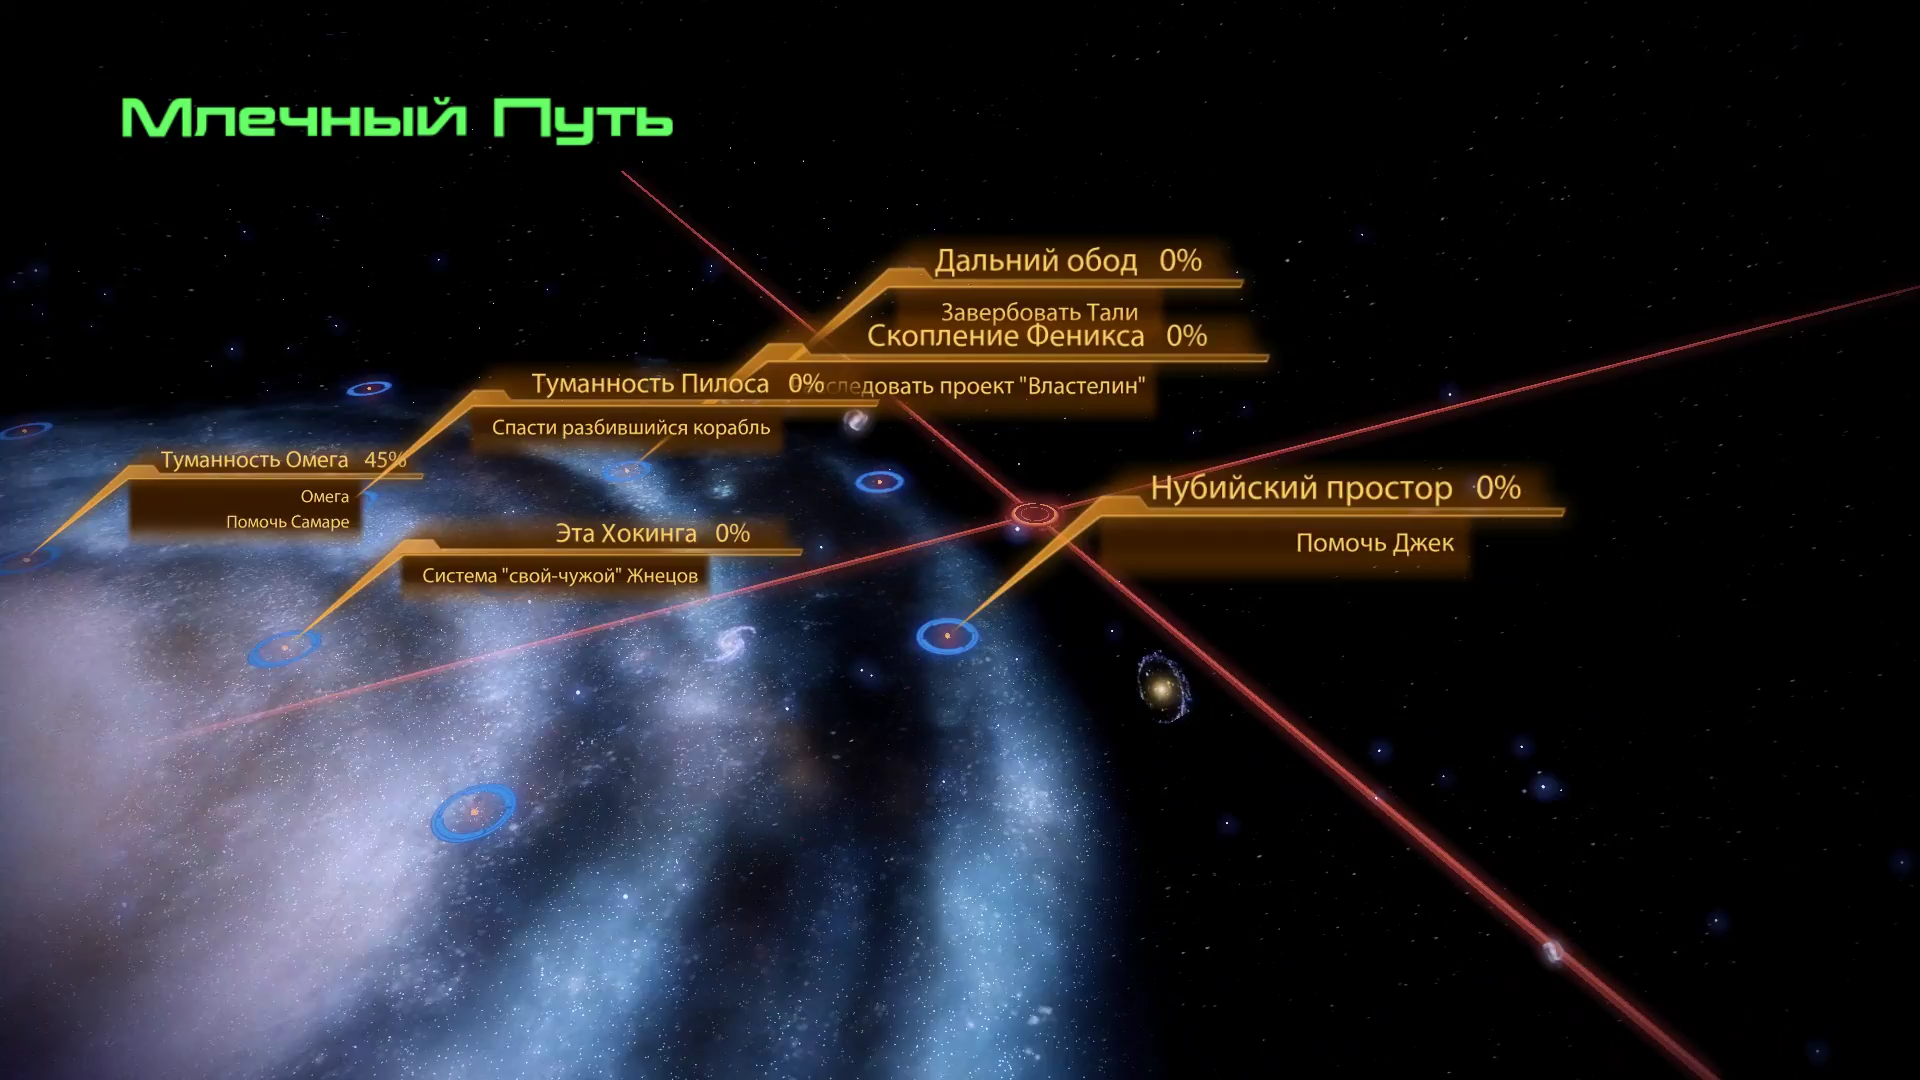 Млечный Путь
Дальний обод 0%
Завербовать Тали
Скопление Феникса 0%
проект "Властелин"
Туманность Пилоса 0%
Спасти разбившийся корабль
Туманность Омега 45%
Омега
Помочь Самаре
Эта Хокинга 0%
Система "свой-чужой" Жнецов
Нубийский простор 0%
Помочь Джек